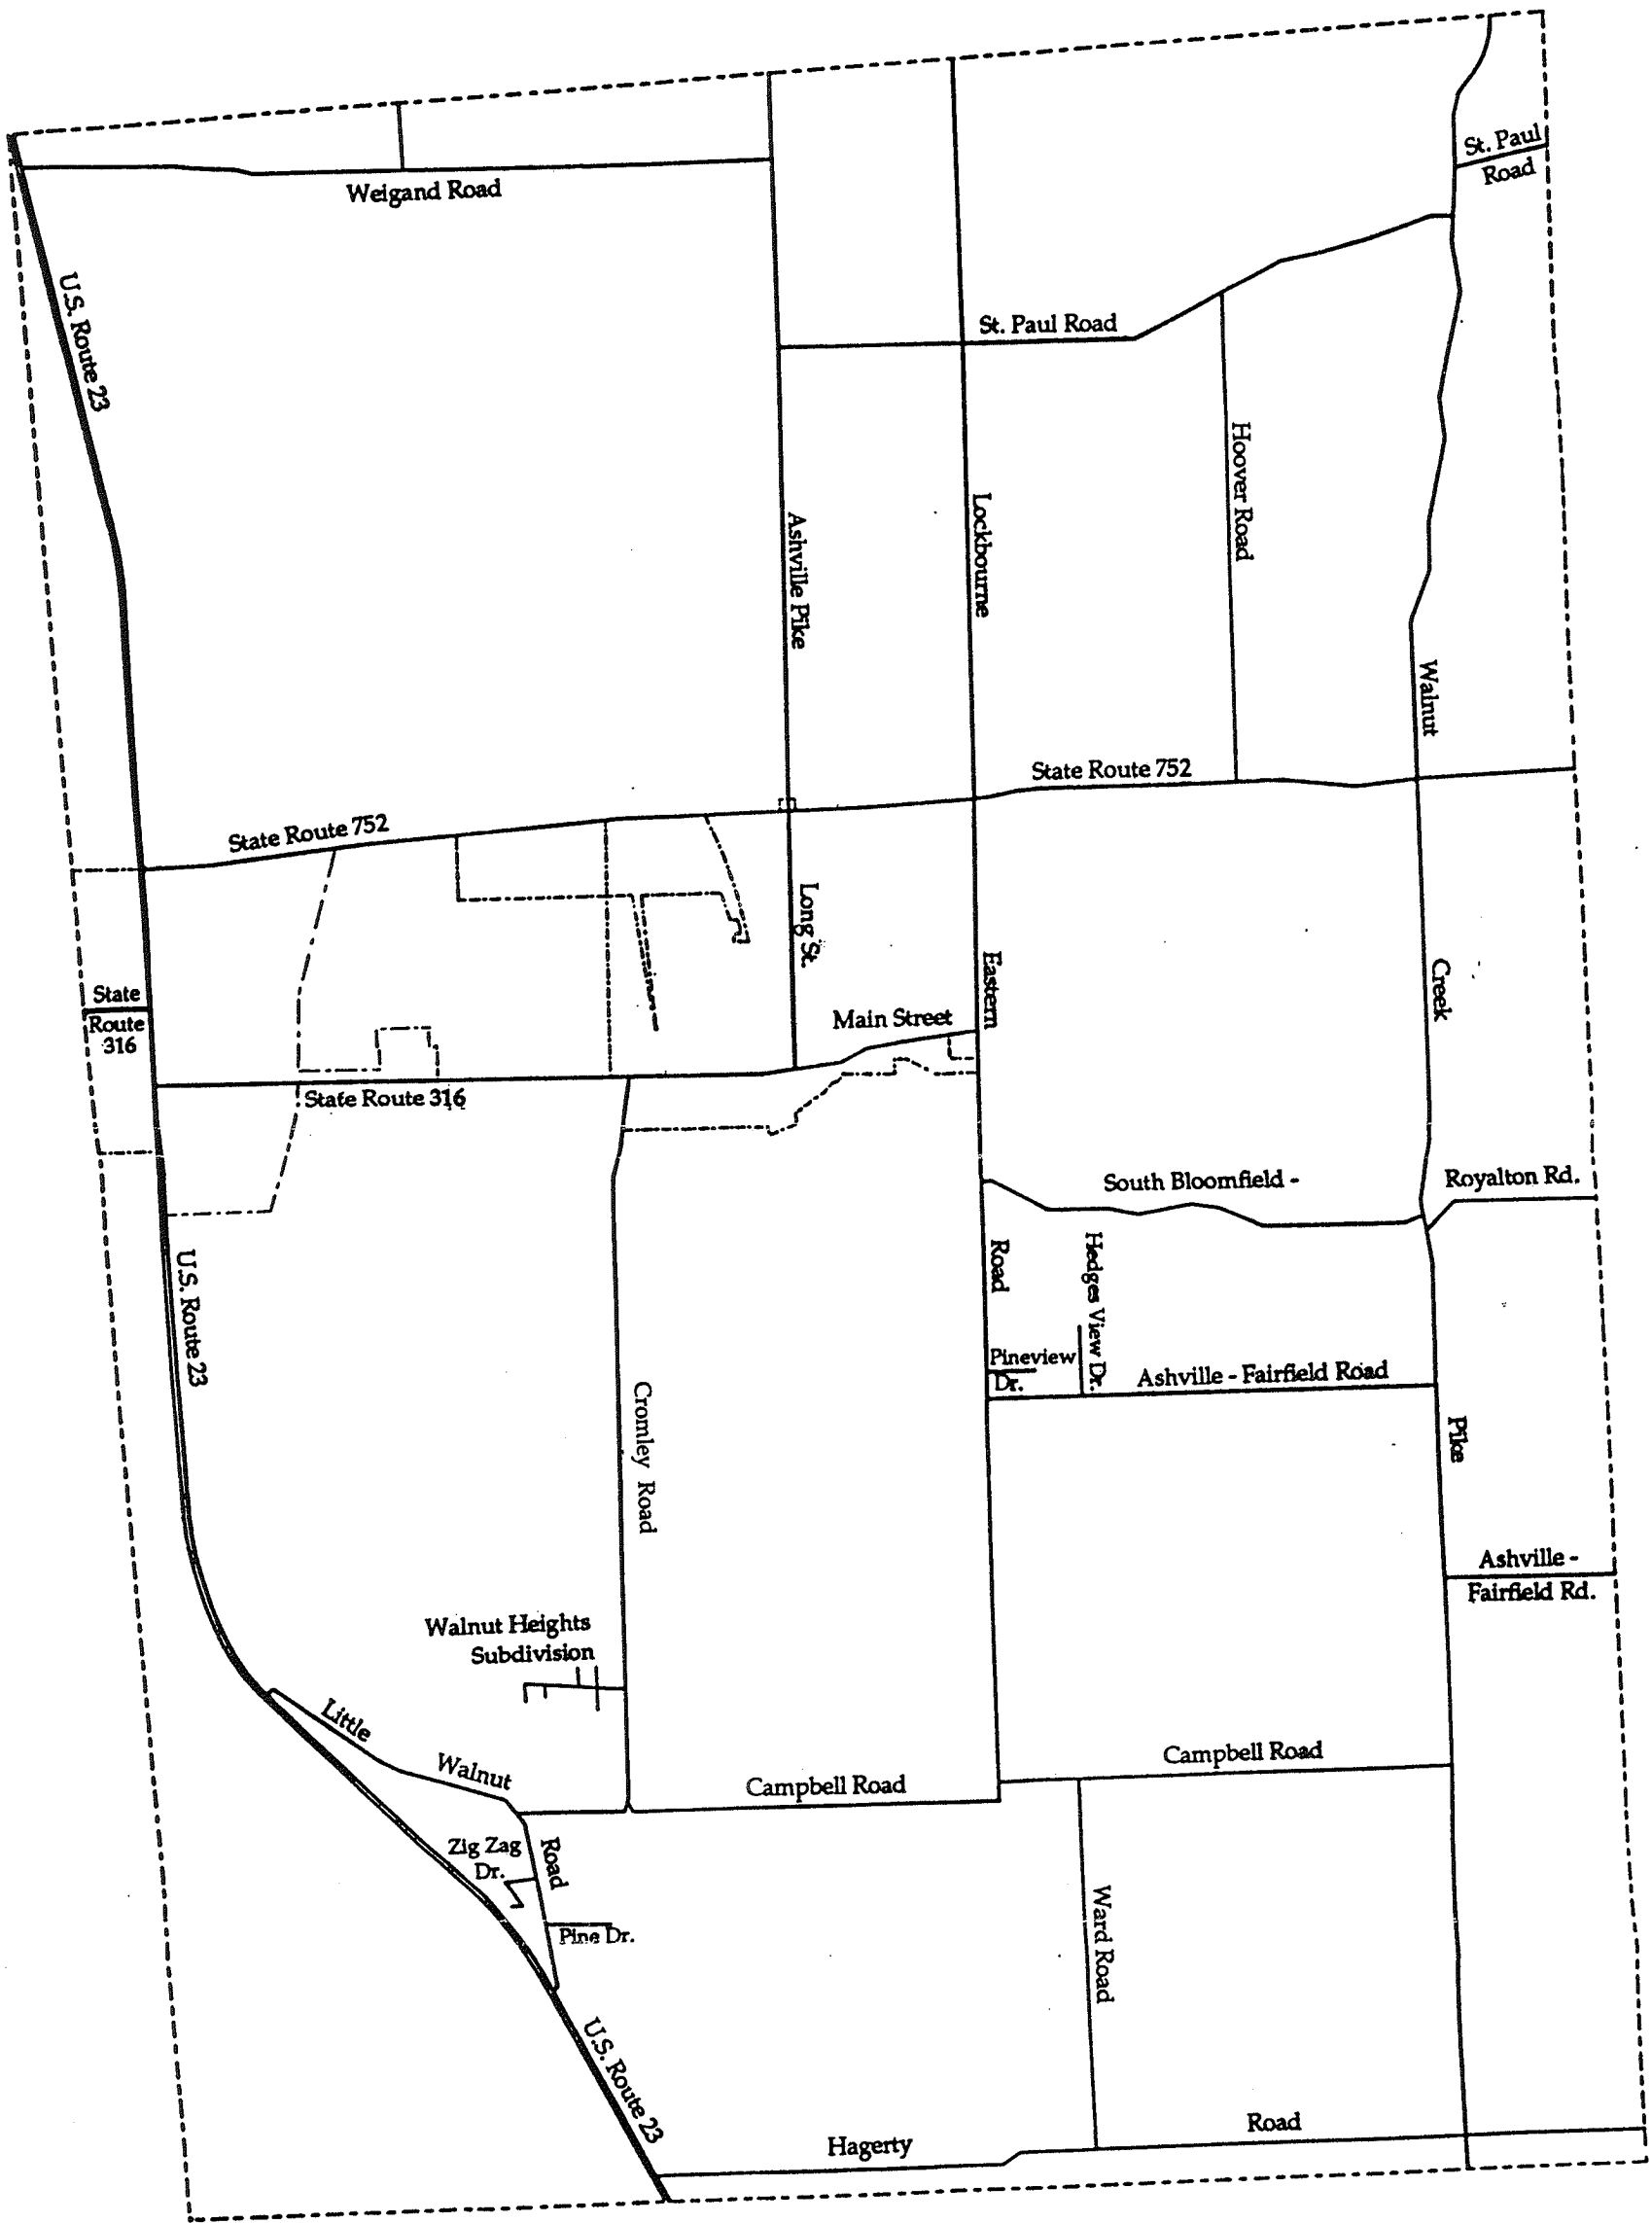 St. Paul
Road
Weigand Road
U.S. Route 23
St. Paul Road
Hoover Road
Lockbourne
Ashville Pike
Walnut
State Route 752
State Route 752
Long St.
Eastern
Creek
State
Route
316
Main Street
State Route 316
South Bloomfield -
Royalton Rd.
Road
Hedges View Dr.
U.S. Route 23
Pineview
Dr.
Ashville - Fairfield Road
Cromley Road
Pike
Ashville -
Fairfield Rd.
Walnut Heights
Subdivision
Little
Walnut
Campbell Road
Campbell Road
Zig Zag
Dr.
Road
Pine Dr.
Ward Road
U.S. Route 23
Hagerty
Road